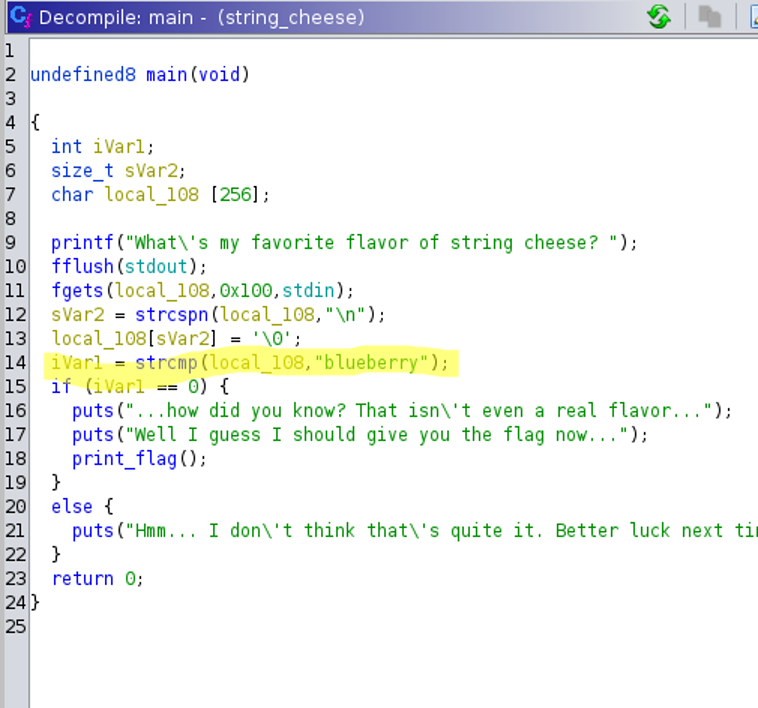 Decompile: main - (string_cheese)
1
2 undefined8 main(void)
3
4 {
5 int iVar1;
6 size_t sVar2;
7 char local_108 [256];
8
9 printf("What\'s my favorite flavor of string cheese? ");
10 fflush(stdout);
11 fgets(local_108,0x100,stdin);
12 sVar2 = strcspn(local_108,"\n");
13 local_108[sVar2] = '\0';
14 iVar1 = strcmp(local_108,"blueberry");
15 if (iVar1 == 0) {
16 puts("...how did you know? That isn\'t even a real flavor...");
17 puts("Well I guess I should give you the flag now...");
18 print_flag();
19 }
20 else {
21 puts("Hmm... I don\'t think that\'s quite it. Better luck next
22 }
23 return 0;
24 }
25